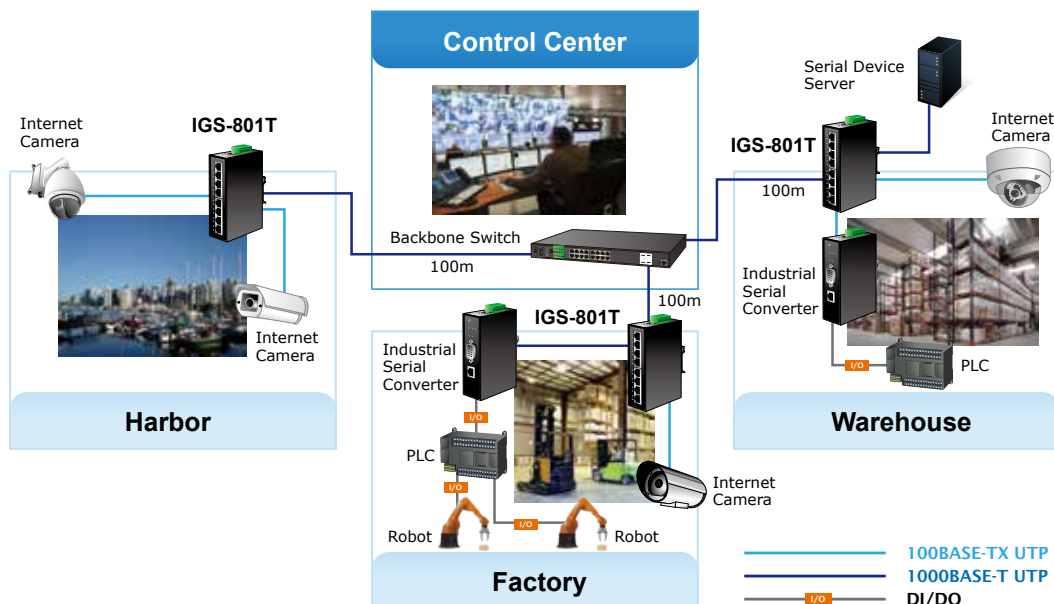 Control Center
Serial Device
Server
Internet
Camera
IGS-801T
IGS-801T
Internet
Camera
100m
Backbone Switch
100m
Industrial
Serial
Converter
100m
IGS-801T
Internet
Camera
Industrial
Serial
Converter
I/O
PLC
Harbor
I/O
Warehouse
PLC
I/O
Internet
Camera
I/O
Robot
Robot
Factory
100BASE-TX UTP
1000BASE-T UTP
I/O
DI/DO